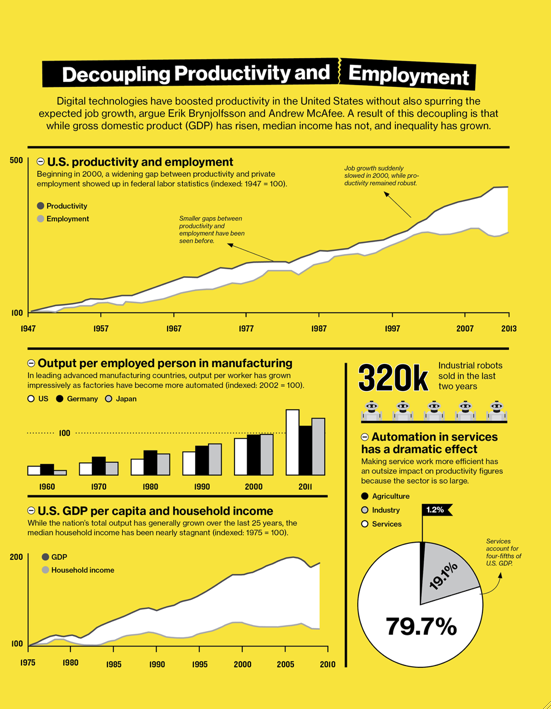 Decoupling Productivity and Employment
Digital technologies have boosted productivity in the United States without also spurring the
expected job growth, argue Erik Brynjolfsson and Andrew McAfee. A result of this decoupling is that
while gross domestic product (GDP) has risen, median income has not, and inequality has grown.
500
U.S. productivity and employment
Beginning in 2000, a widening gap between productivity and private
employment showed up in federal labor statistics (indexed: 1947 = 100).
Productivity
Employment
Smaller gaps between
productivity and
employment have been
seen before.
Job growth suddenly
slowed in 2000, while pro-
ductivity remained robust.
100
1947 1957 1967 1977 1987 1997 2007 2013
Output per employed person in manufacturing
In leading advanced manufacturing countries, output per worker has grown
impressively as factories have become more automated (indexed: 2002 = 100).
US Germany Japan
100
1960 1970 1980 1990 2000 2011
320k
Industrial robots
sold in the last
two years
Automation in services
has a dramatic effect
Making service work more efficient has
an outsize impact on productivity figures
because the sector is so large.
Agriculture
Industry
Services
1.2%
19.1%
79.7%
Services
account for
four-fifths of
U.S. GDP.
U.S. GDP per capita and household income
While the nation's total output has generally grown over the last 25 years, the
median household income has been nearly stagnant (indexed: 1975 = 100).
200
GDP
Household income
100
1975 1980 1985 1990 1995 2000 2005 2010